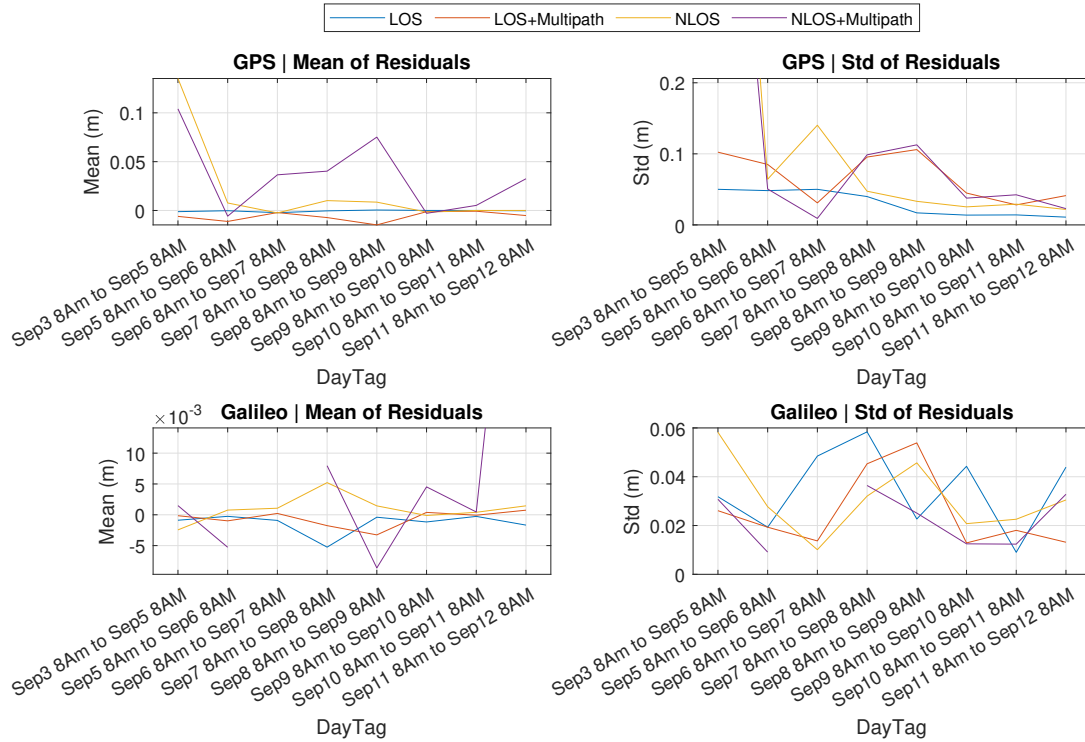 LOS LOS+Multipath NLOS NLOS+Multipath
GPS | Mean of Residuals
Mean (m)
0.1
0.05
0
Sep3 8Am to Sep5 8AM
Sep5 8Am to Sep6 8AM
Sep6 8Am to Sep7 8AM
Sep7 8Am to Sep8 8AM
Sep8 8Am to Sep9 8AM
Sep9 8Am to Sep10 8AM
Sep10 8Am to Sep11 8AM
Sep11 8Am to Sep12 8AM
DayTag
GPS | Std of Residuals
Std (m)
0.2
0.1
0
Sep3 8Am to Sep5 8AM
Sep5 8Am to Sep6 8AM
Sep6 8Am to Sep7 8AM
Sep7 8Am to Sep8 8AM
Sep8 8Am to Sep9 8AM
Sep9 8Am to Sep10 8AM
Sep10 8Am to Sep11 8AM
Sep11 8Am to Sep12 8AM
DayTag
Galileo | Mean of Residuals
×10⁻³
Mean (m)
10
5
0
-5
Sep3 8Am to Sep5 8AM
Sep5 8Am to Sep6 8AM
Sep6 8Am to Sep7 8AM
Sep7 8Am to Sep8 8AM
Sep8 8Am to Sep9 8AM
Sep9 8Am to Sep10 8AM
Sep10 8Am to Sep11 8AM
Sep11 8Am to Sep12 8AM
DayTag
Galileo | Std of Residuals
Std (m)
0.06
0.04
0.02
0
Sep3 8Am to Sep5 8AM
Sep5 8Am to Sep6 8AM
Sep6 8Am to Sep7 8AM
Sep7 8Am to Sep8 8AM
Sep8 8Am to Sep9 8AM
Sep9 8Am to Sep10 8AM
Sep10 8Am to Sep11 8AM
Sep11 8Am to Sep12 8AM
DayTag